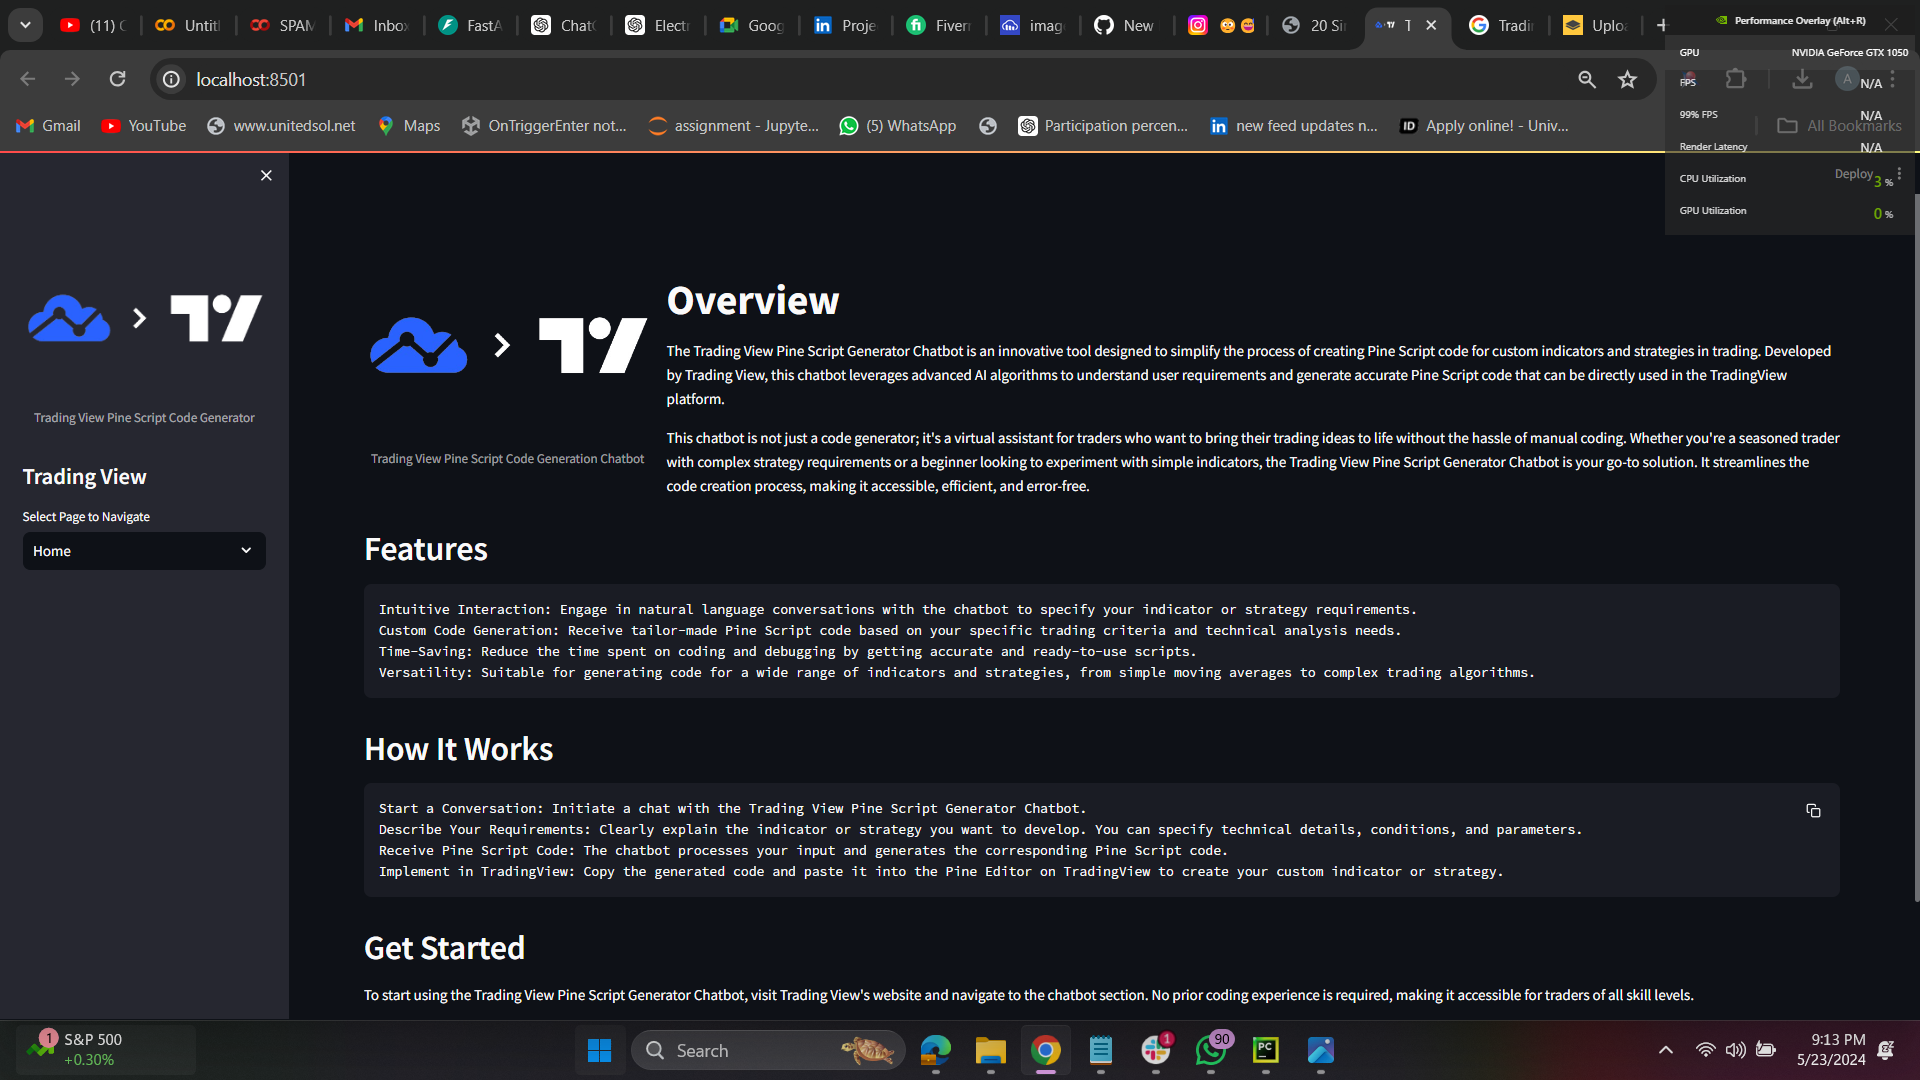 (11) C
Untit
SPAM
Inbo
FastA
Chat
Electr
Goog
Proje
Fiverr
imag
New
20 Si
T
Tradin
Uplo
Performance Overlay (Alt+R)
localhost:8501
GPU
NVIDIA GeForce GTX 1050
FPS
N/A
99% FPS
N/A
Render Latency
N/A
CPU Utilization
3 %
GPU Utilization
0 %
A
Gmail
YouTube
www.unitedsol.net
Maps
OnTriggerEnter not...
assignment - Jupyte...
(5) WhatsApp
Participation percen...
new feed updates n...
Apply online! - Univ...
All Bookmarks
Deploy
Trading View Pine Script Code Generator
Trading View
Select Page to Navigate
Home
Trading View Pine Script Code Generation Chatbot
Overview
The Trading View Pine Script Generator Chatbot is an innovative tool designed to simplify the process of creating Pine Script code for custom indicators and strategies in trading. Developed
by Trading View, this chatbot leverages advanced AI algorithms to understand user requirements and generate accurate Pine Script code that can be directly used in the TradingView
platform.
This chatbot is not just a code generator; it's a virtual assistant for traders who want to bring their trading ideas to life without the hassle of manual coding. Whether you're a seasoned trader
with complex strategy requirements or a beginner looking to experiment with simple indicators, the Trading View Pine Script Generator Chatbot is your go-to solution. It streamlines the
code creation process, making it accessible, efficient, and error-free.
Features
Intuitive Interaction: Engage in natural language conversations with the chatbot to specify your indicator or strategy requirements.
Custom Code Generation: Receive tailor-made Pine Script code based on your specific trading criteria and technical analysis needs.
Time-Saving: Reduce the time spent on coding and debugging by getting accurate and ready-to-use scripts.
Versatility: Suitable for generating code for a wide range of indicators and strategies, from simple moving averages to complex trading algorithms.
How It Works
Start a Conversation: Initiate a chat with the Trading View Pine Script Generator Chatbot.
Describe Your Requirements: Clearly explain the indicator or strategy you want to develop. You can specify technical details, conditions, and parameters.
Receive Pine Script Code: The chatbot processes your input and generates the corresponding Pine Script code.
Implement in TradingView: Copy the generated code and paste it into the Pine Editor on TradingView to create your custom indicator or strategy.
Get Started
To start using the Trading View Pine Script Generator Chatbot, visit Trading View's website and navigate to the chatbot section. No prior coding experience is required, making it accessible for traders of all skill levels.
1
S&P 500
+0.30%
Search
1
90
PC
9:13 PM
5/23/2024